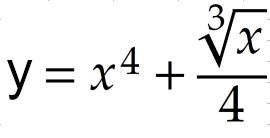 y = x⁴ + ∛x / 4